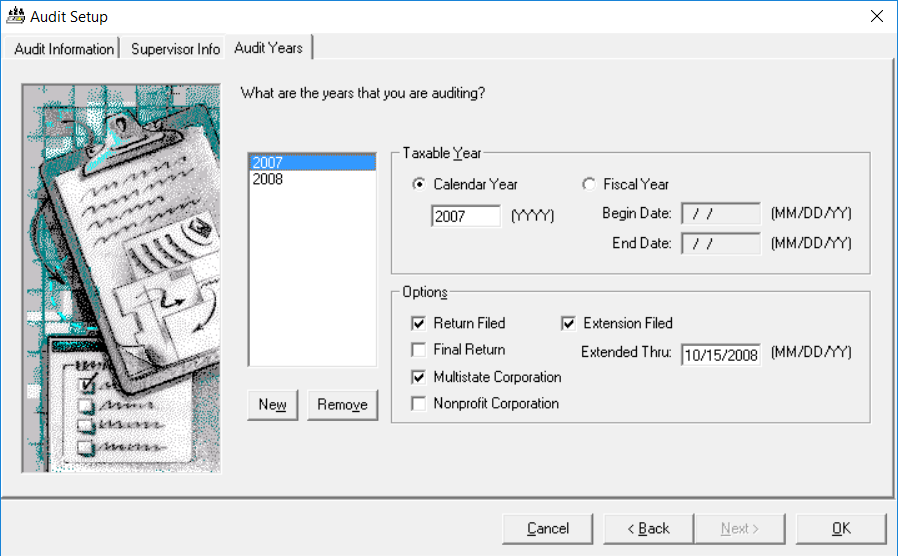 Audit Setup
Audit Information Supervisor Info Audit Years
What are the years that you are auditing?
2007
2008
New Remove
Taxable Year
Calendar Year Fiscal Year
2007 (YYYY) Begin Date: / / (MM/DD/YY)
End Date: / / (MM/DD/YY)
Options
Return Filed Extension Filed
Final Return Extended Thru: 10/15/2008 (MM/DD/YY)
Multistate Corporation
Nonprofit Corporation
Cancel < Back Next > OK